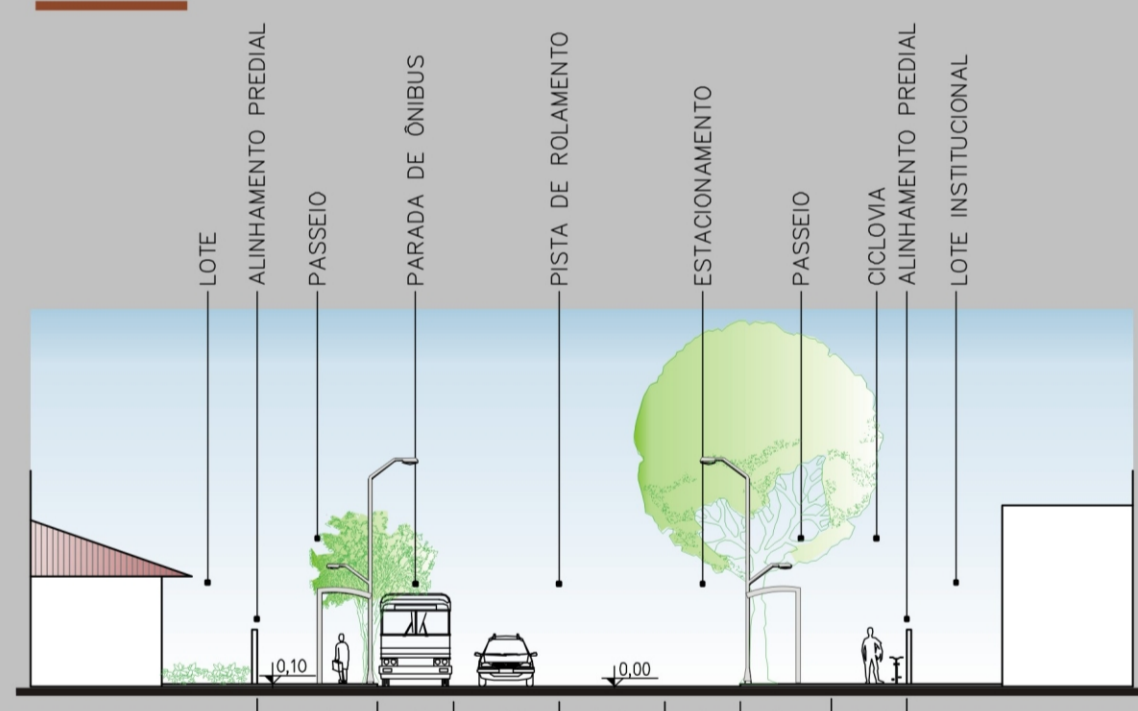 LOTE
ALINHAMENTO PREDIAL
PASSEIO
PARADA DE ÔNIBUS
PISTA DE ROLAMENTO
ESTACIONAMENTO
PASSEIO
CICLOVIA
ALINHAMENTO PREDIAL
LOTE INSTITUCIONAL
0,10
0,00